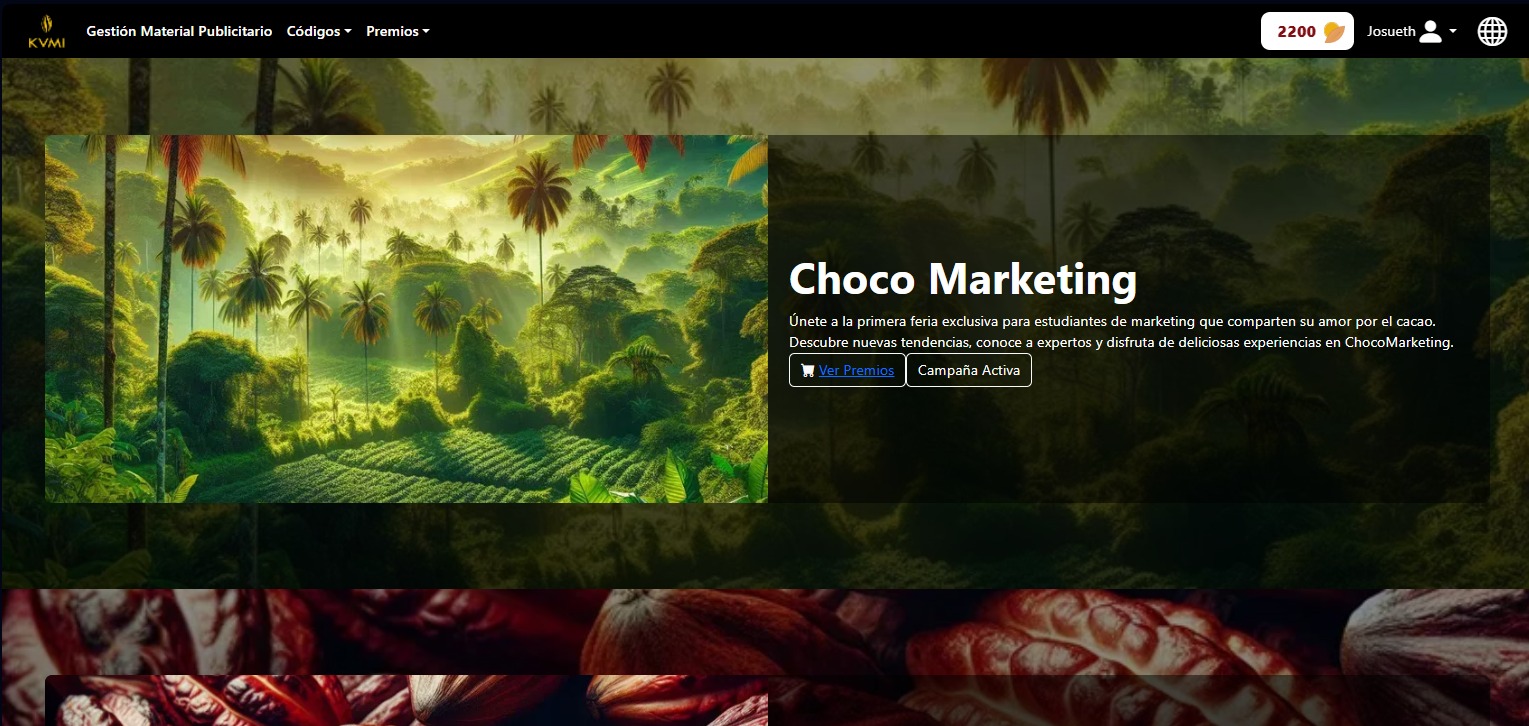 KVMI
Gestión Material Publicitario
Códigos
Premios
2200
Josueth
Choco Marketing
Únete a la primera feria exclusiva para estudiantes de marketing que comparten su amor por el cacao.
Descubre nuevas tendencias, conoce a expertos y disfruta de deliciosas experiencias en ChocoMarketing.
Ver Premios
Campaña Activa